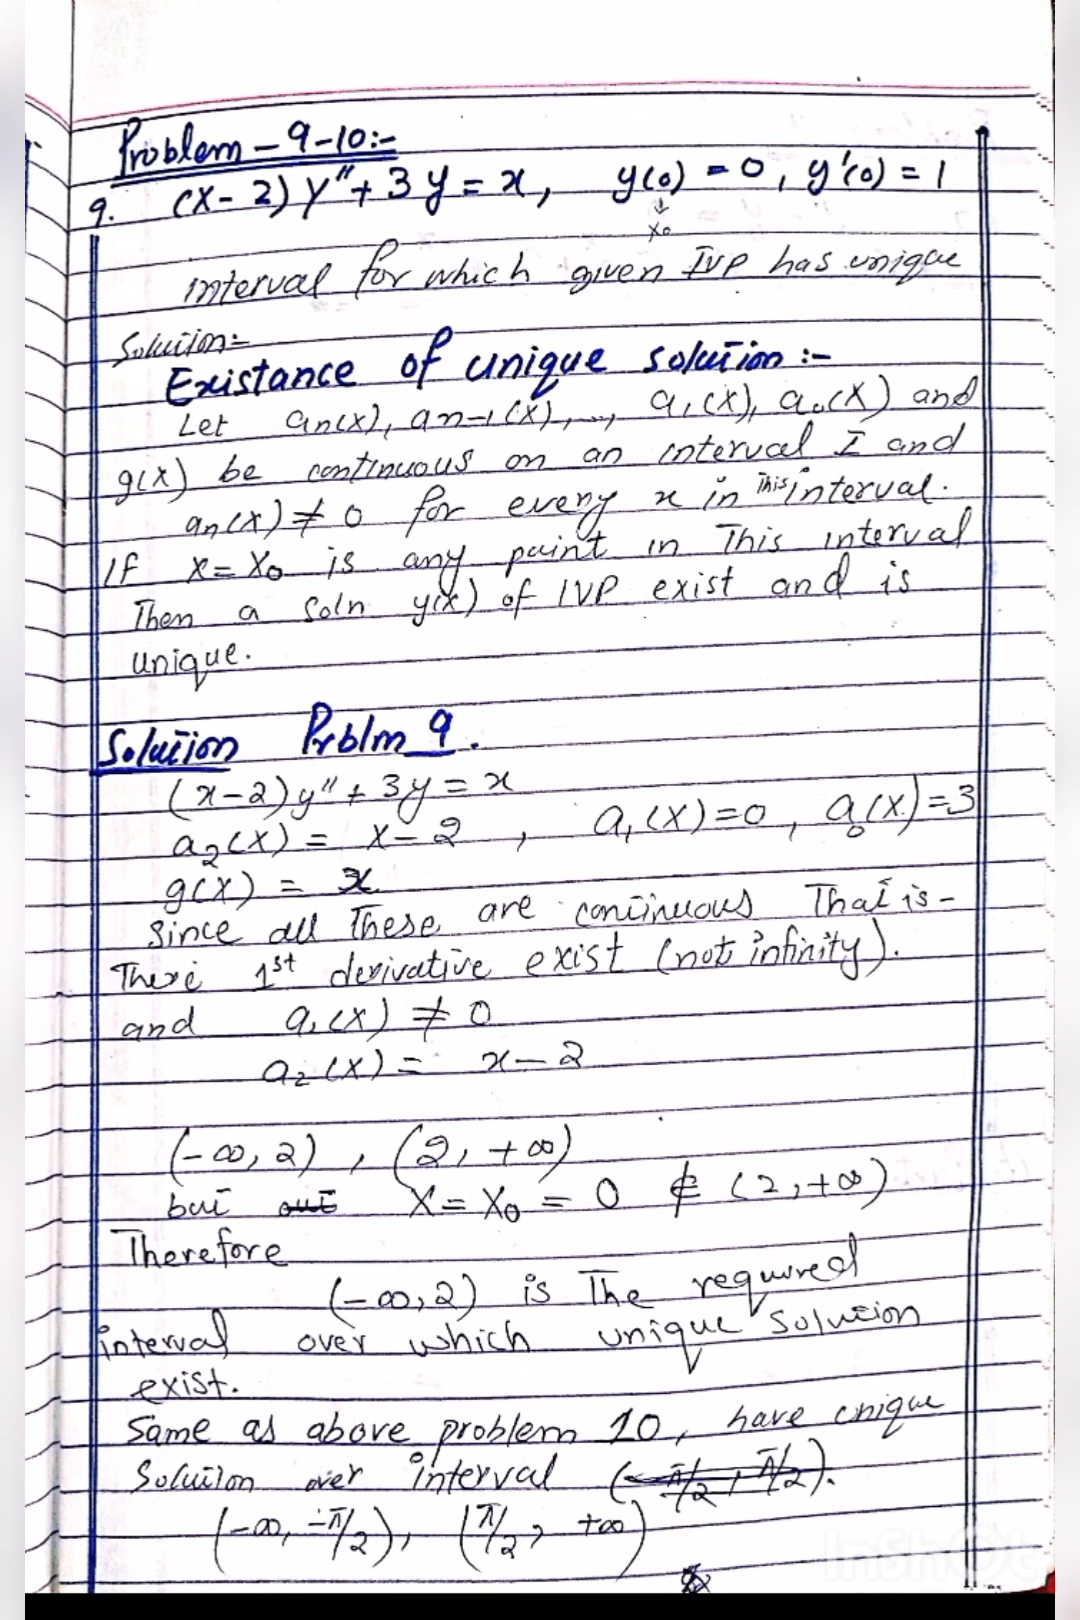 Problem - 9-10:-
9. (x-2) y" + 3y = x, y(0) = 0, y'(0) = 1
↓
x₀
interval for which given IVP has unique
Solution:-
Existance of unique solution :-
Let aₙ(x), aₙ₋₁(x), ..., a₁(x), a₀(x) and
g(x) be continuous on an interval I and
aₙ(x) ≠ 0 for every x in This interval.
If x = x₀ is any point in This interval
Then a Soln y(x) of IVP exist and is
unique.
Solution Prblm 9.
(x-2) y" + 3y = x
a₂(x) = x-2, a₁(x)=0, a₀(x)=3
g(x) = x
Since all These are continuous That is -
There 1st derivative exist (not infinity).
and a₁(x) ≠ 0
a₂(x) = x-2
(-∞, 2), (2, +∞)
but out x = x₀ = 0 ∉ (2, +∞)
Therefore
(-∞, 2) is The required
interval over which unique solution
exist.
Same as above problem 10, have unique
Solution over interval (-π/2, π/2).
(-∞, -π/2), (π/2, +∞)
InShOt